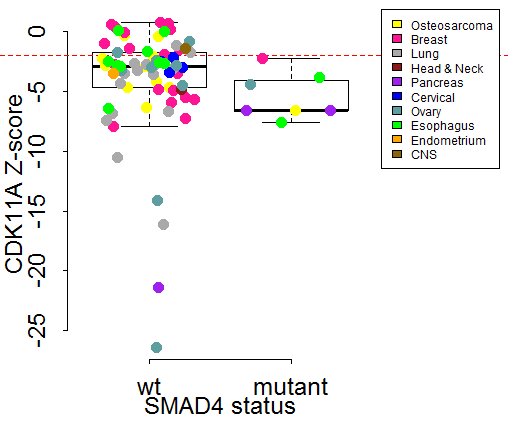 0
-5
-10
-15
-20
-25
CDK11A Z-score
wt
mutant
SMAD4 status
Osteosarcoma
Breast
Lung
Head & Neck
Pancreas
Cervical
Ovary
Esophagus
Endometrium
CNS